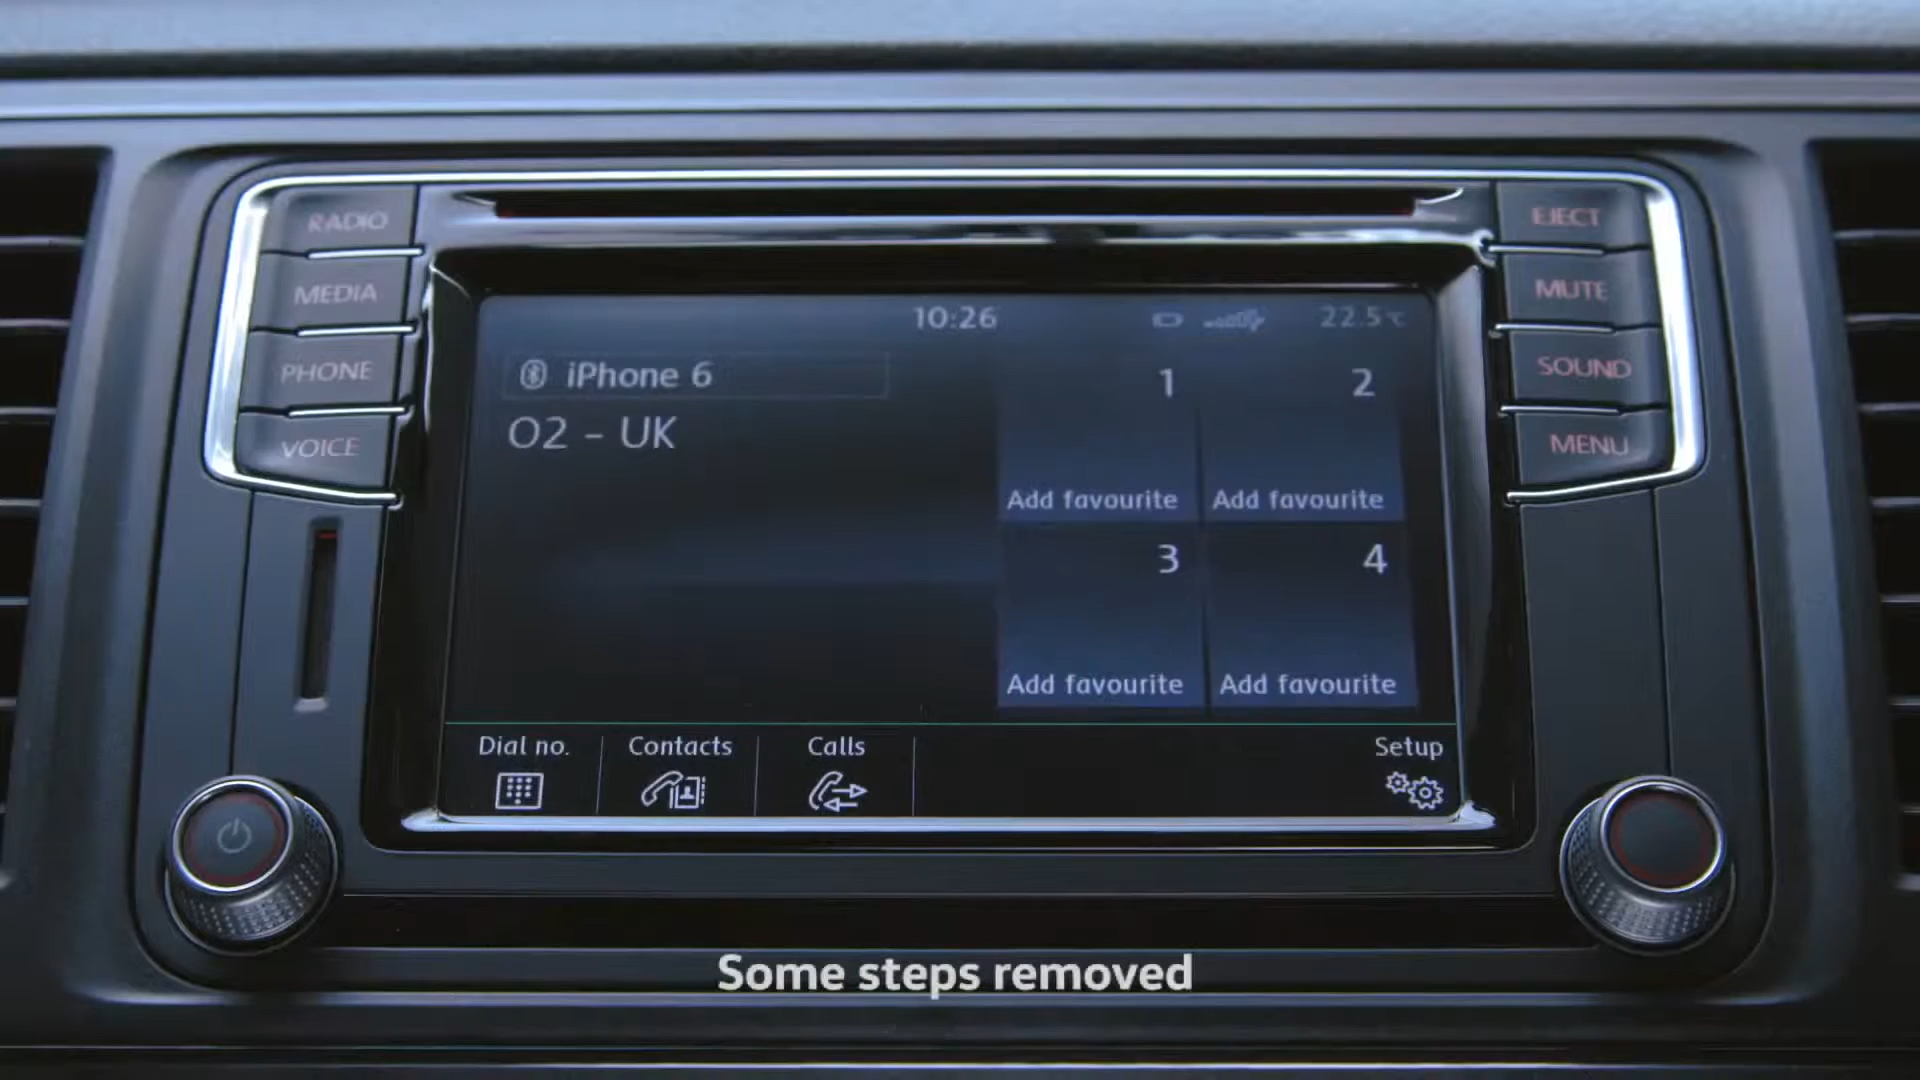 RADIO
MEDIA
PHONE
VOICE
EJECT
MUTE
SOUND
MENU
10:26
22.5°C
iPhone 6
O2 - UK
1
2
Add favourite
Add favourite
3
4
Add favourite
Add favourite
Dial no.
Contacts
Calls
Setup
Some steps removed